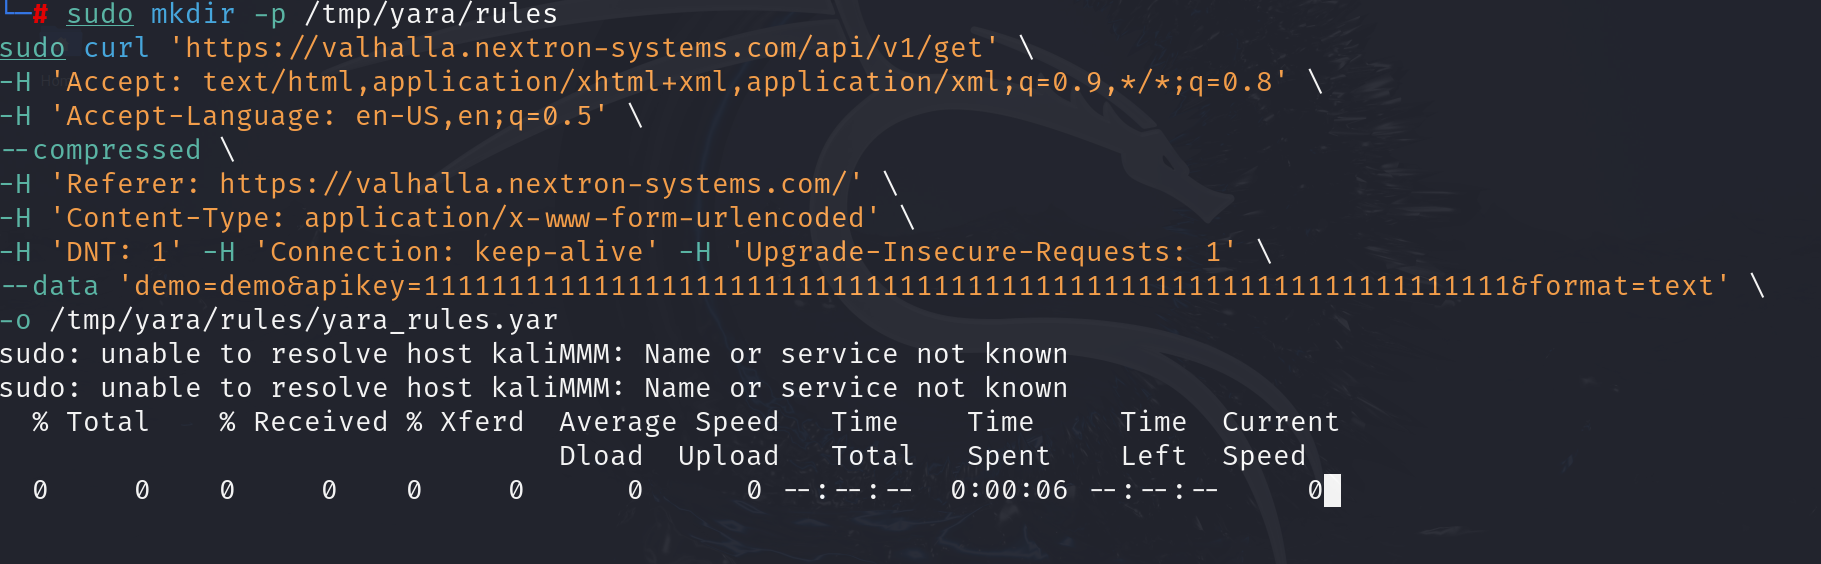 └─# sudo mkdir -p /tmp/yara/rules
sudo curl 'https://valhalla.nextron-systems.com/api/v1/get' \
-H 'Accept: text/html,application/xhtml+xml,application/xml;q=0.9,*/*;q=0.8' \
-H 'Accept-Language: en-US,en;q=0.5' \
--compressed \
-H 'Referer: https://valhalla.nextron-systems.com/' \
-H 'Content-Type: application/x-www-form-urlencoded' \
-H 'DNT: 1' -H 'Connection: keep-alive' -H 'Upgrade-Insecure-Requests: 1' \
--data 'demo=demo&apikey=1111111111111111111111111111111111111111111111111111111111111111&format=text' \
-o /tmp/yara/rules/yara_rules.yar
sudo: unable to resolve host kaliMMM: Name or service not known
sudo: unable to resolve host kaliMMM: Name or service not known
  % Total    % Received % Xferd  Average Speed   Time    Time     Time  Current
                                 Dload  Upload   Total   Spent    Left  Speed
  0     0    0     0    0     0      0      0 --:--:--  0:00:06 --:--:--     0